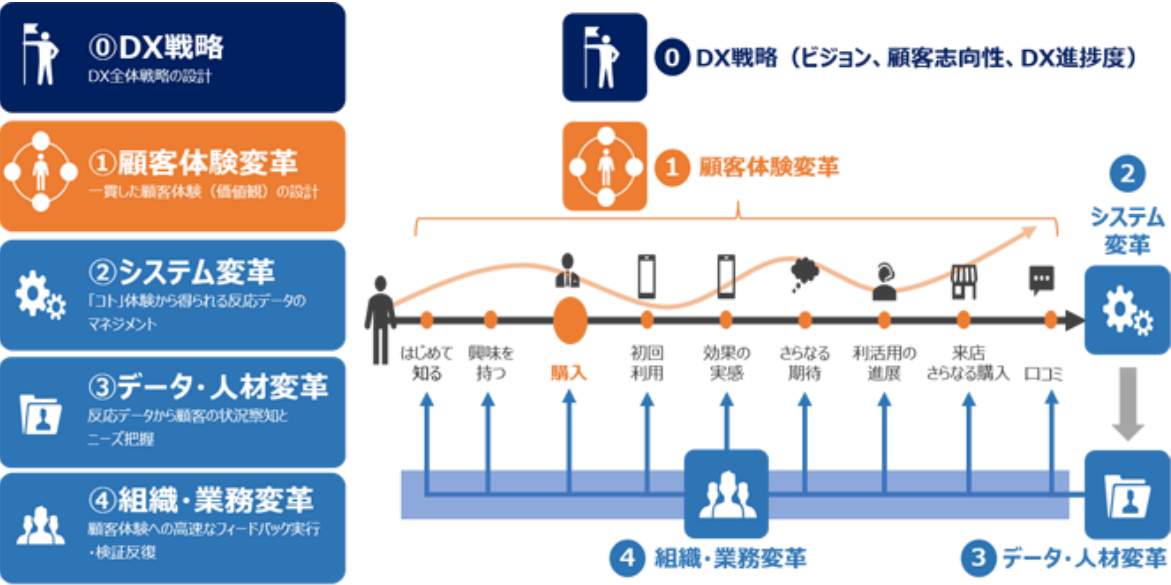 ⓪DX戦略
DX全体戦略の設計
①顧客体験変革
一貫した顧客体験（価値観）の設計
②システム変革
「コト」体験から得られる反応データの
マネジメント
③データ・人材変革
反応データから顧客の状況察知と
ニーズ把握
④組織・業務変革
顧客体験への高速なフィードバック実行
・検証反復
0 DX戦略（ビジョン、顧客志向性、DX進捗度）
1 顧客体験変革
2
システム
変革
はじめて
知る
興味を
持つ
購入
初回
利用
効果の
実感
さらなる
期待
利活用の
進展
来店
さらなる購入
口コミ
4 組織・業務変革
3 データ・人材変革